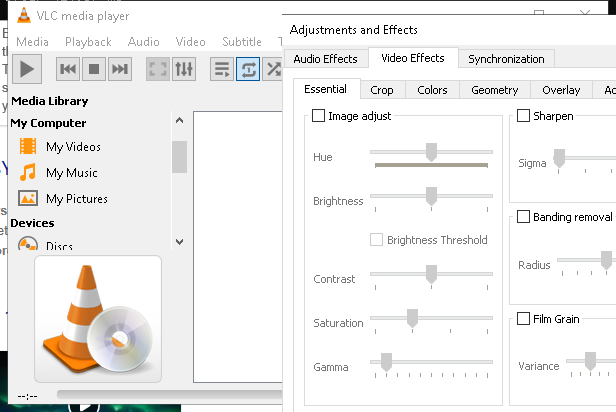 VLC media player
Media Playback Audio Video Subtitle
Media Library
My Computer
My Videos
My Music
My Pictures
Devices
Discs
--:--
Adjustments and Effects
Audio Effects Video Effects Synchronization
Essential Crop Colors Geometry Overlay
Image adjust
Hue
Brightness
Brightness Threshold
Contrast
Saturation
Gamma
Sharpen
Sigma
Banding removal
Radius
Film Grain
Variance